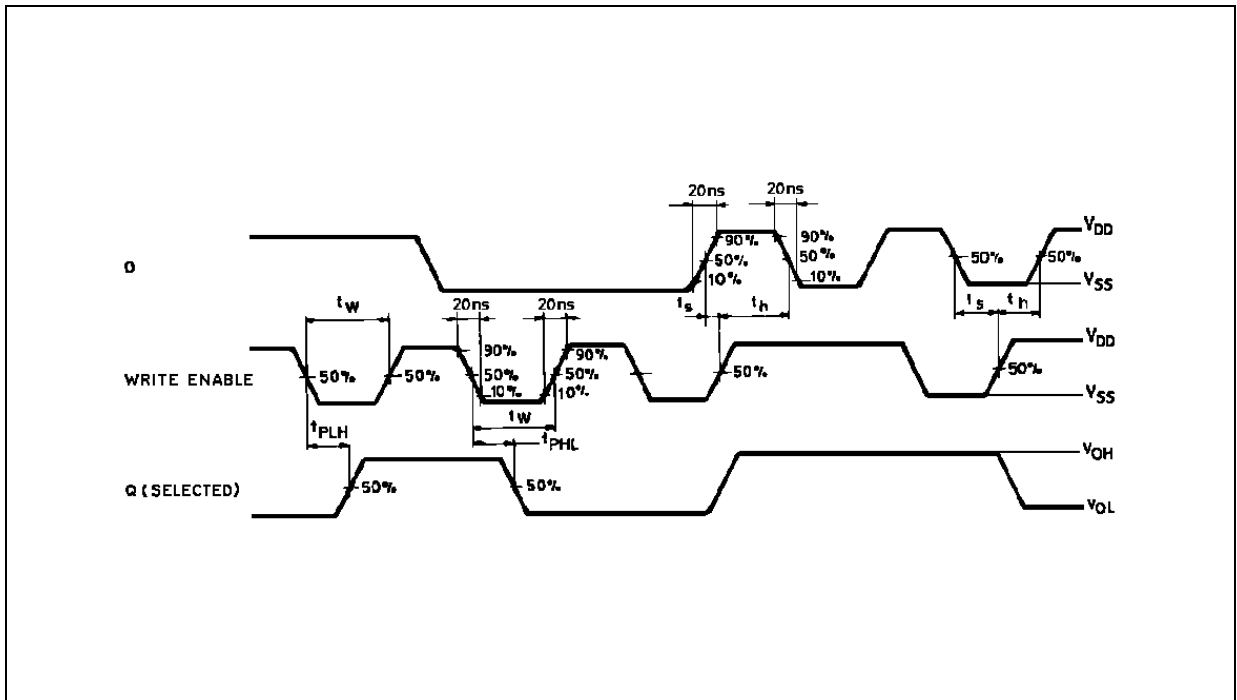 20ns 20ns
90% 90% V_DD
D 50% 50% 50% 50%
10% 10% V_SS
t_W 20ns 20ns t_s t_h t_s t_h
90% 90% V_DD
WRITE ENABLE 50% 50% 50% 50% 50% 50%
10% 10% V_SS
t_PLH t_W t_PHL
V_OH
Q (SELECTED) 50% 50%
V_OL